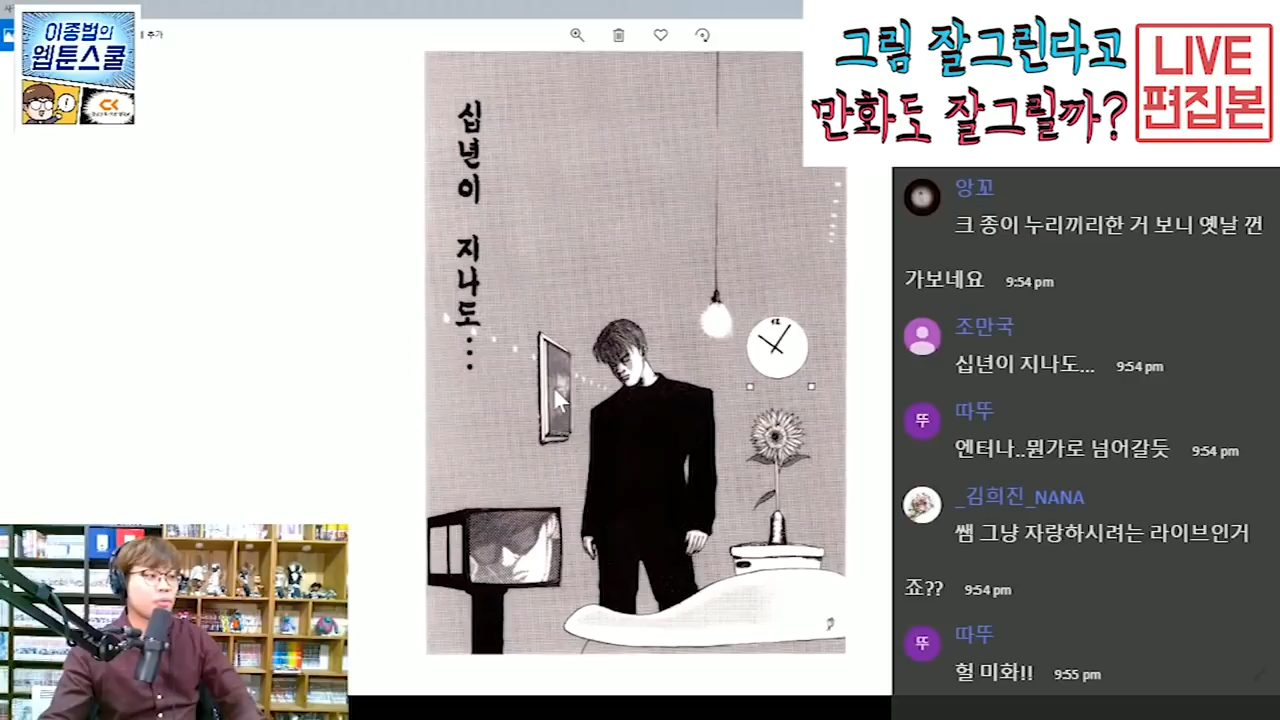 이종범의
웹툰스쿨
추가
그림 잘그린다고
만화도 잘그릴까?
LIVE
편집본
십년이 지나도...
12
앙꼬
크 종이 누리끼리한 거 보니 옛날 껀
가보네요 9:54 pm
조만국
십년이 지나도... 9:54 pm
뚜
따뚜
엔터나..뭔가로 넘어갈듯 9:54 pm
_김희진_NANA
쌤 그냥 자랑하시려는 라이브인거
죠?? 9:54 pm
뚜
따뚜
헐 미화!! 9:55 pm